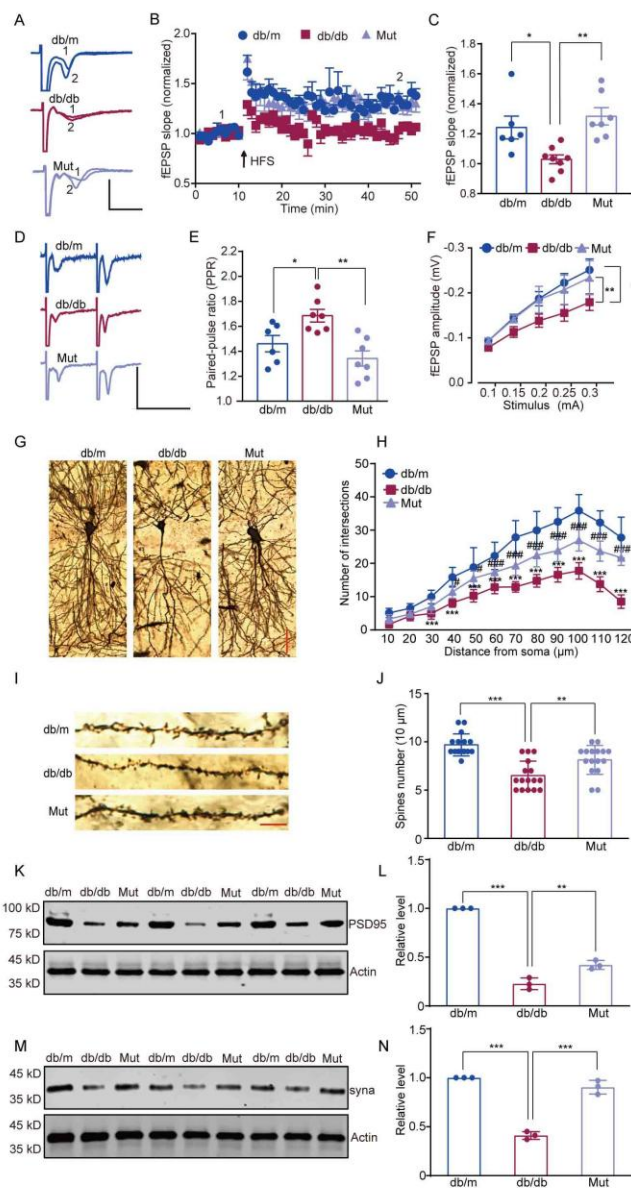 A
db/m
1
2
db/db
1
2
Mut
1
2
B
db/m db/db Mut
fEPSP slope (normalized)
2.0
1.5
1.0
0.5
1
2
HFS
0 10 20 30 40 50
Time (min)
C
fEPSP slope (normalized)
2.00
1.75
1.50
1.25
1.00
0.75
0.50
* **
db/m db/db Mut
D
db/m
db/db
Mut
E
Paired-pulse ratio (PPR)
2.2
2.0
1.8
1.6
1.4
1.2
1.0
* **
db/m db/db Mut
F
db/m
db/db
Mut
fEPSP amplitude (mV)
-0.3
-0.2
-0.1
-0.0
**
0.1 0.15 0.2 0.25 0.3
Stimulus (mA)
G
db/m db/db Mut
H
db/m
db/db
Mut
Number of intersections
50
40
30
20
10
0
# ## ### ### ### ### ### ### ###
*** *** *** *** *** *** *** *** *** ***
10 20 30 40 50 60 70 80 90 100 110 120
Distance from soma (µm)
I
db/m
db/db
Mut
J
Spines number (10 µm)
15
10
5
0
*** **
db/m db/db Mut
K
db/m db/db Mut db/m db/db Mut db/m db/db Mut
100 kD
75 kD
PSD95
45 kD
35 kD
Actin
L
Relative level
1.5
1.0
0.5
0
*** **
db/m db/db Mut
M
db/m db/db Mut db/m db/db Mut db/m db/db Mut
45 kD
35 kD
syna
45 kD
35 kD
Actin
N
Relative level
1.5
1.0
0.5
0
*** ***
db/m db/db Mut